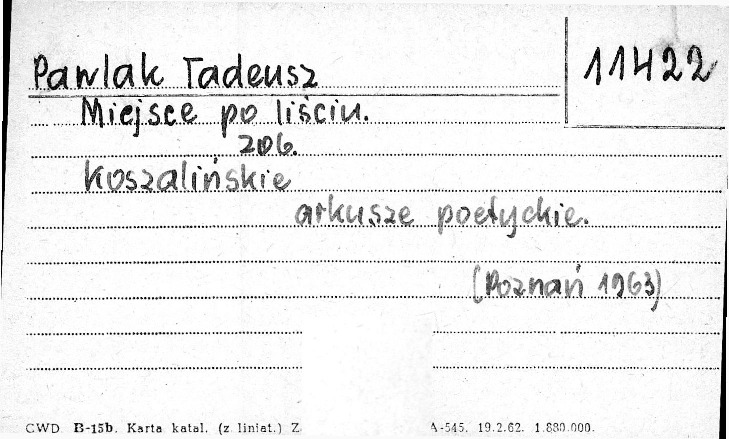 Pawlak Tadeusz
11422
Miejsce po liściu.
Zob.
Koszalińskie
arkusze poetyckie.
(Poznań 1963)
CWD B-15b. Karta katal. (z liniat.) Z A-545. 19.2.62. 1.880.000.